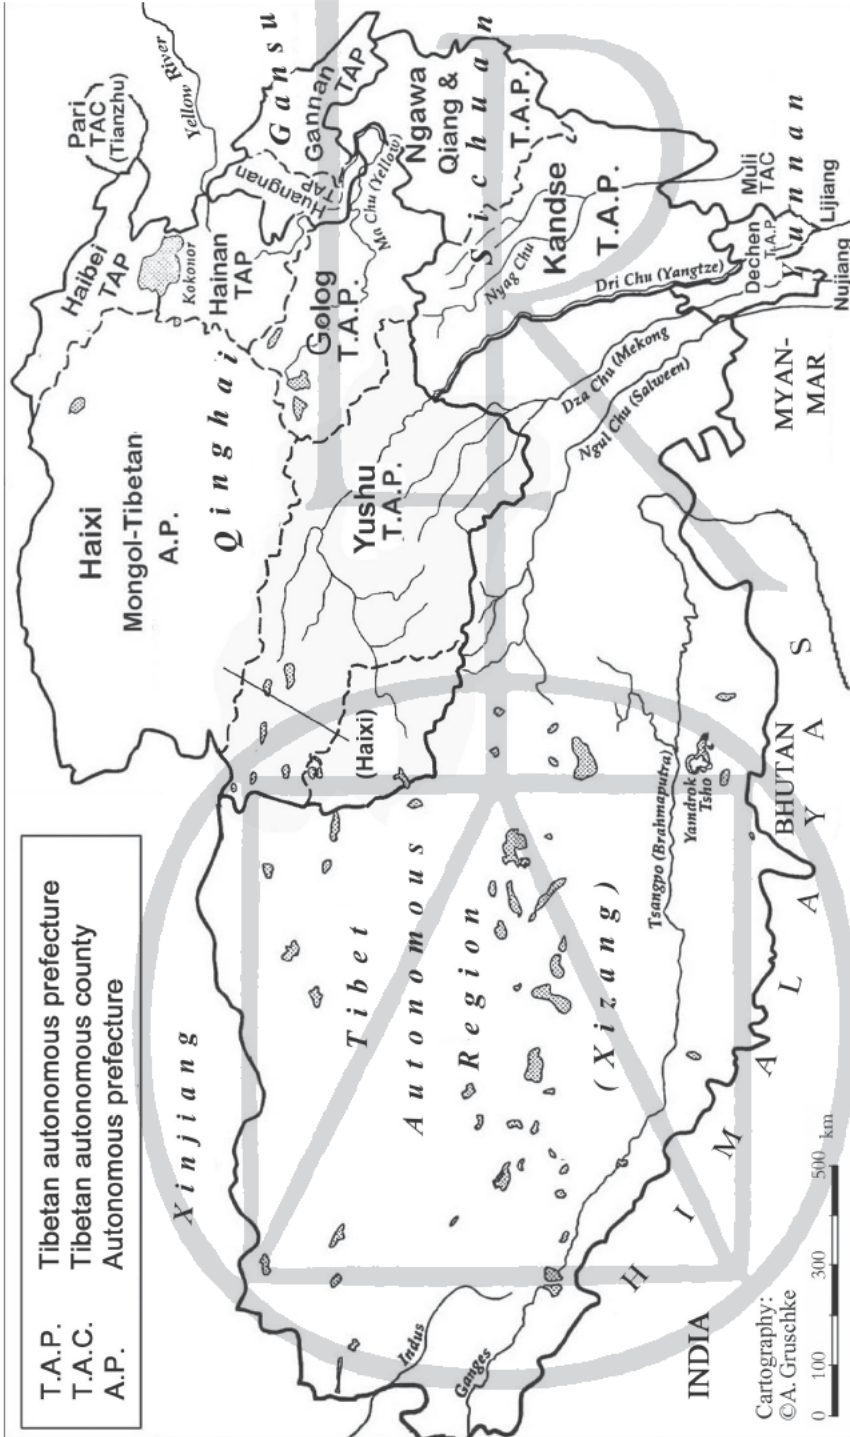 T.A.P. Tibetan autonomous prefecture
T.A.C. Tibetan autonomous county
A.P. Autonomous prefecture
Xinjiang
Haixi
Mongol-Tibetan
A.P.
Qinghai
Haibei
TAP
Pari
TAC
(Tianzhu)
Yellow River
Kokonor
Hainan
TAP
Gansu
Huangnan
TAP
Gannan
TAP
Golog
T.A.P.
Ma Chu (Yellow)
Ngawa
Qiang &
T.A.P.
Sichuan
Yushu
T.A.P.
(Haixi)
Kandse
T.A.P.
Nyag Chu
Dri Chu (Yangtze)
Dza Chu (Mekong
Ngul Chu (Salween)
Muli
TAC
Dechen
T.A.P.
Yunnan
Lijiang
Nujiang
MYAN-
MAR
Tibet
Autonomous
Region
(Xizang)
Tsangpo (Brahmaputra)
Yamdrok
Tsho
BHUTAN
HIMALAYAS
Indus
Ganges
INDIA
Cartography:
©A. Gruschke
0 100 300 500 km